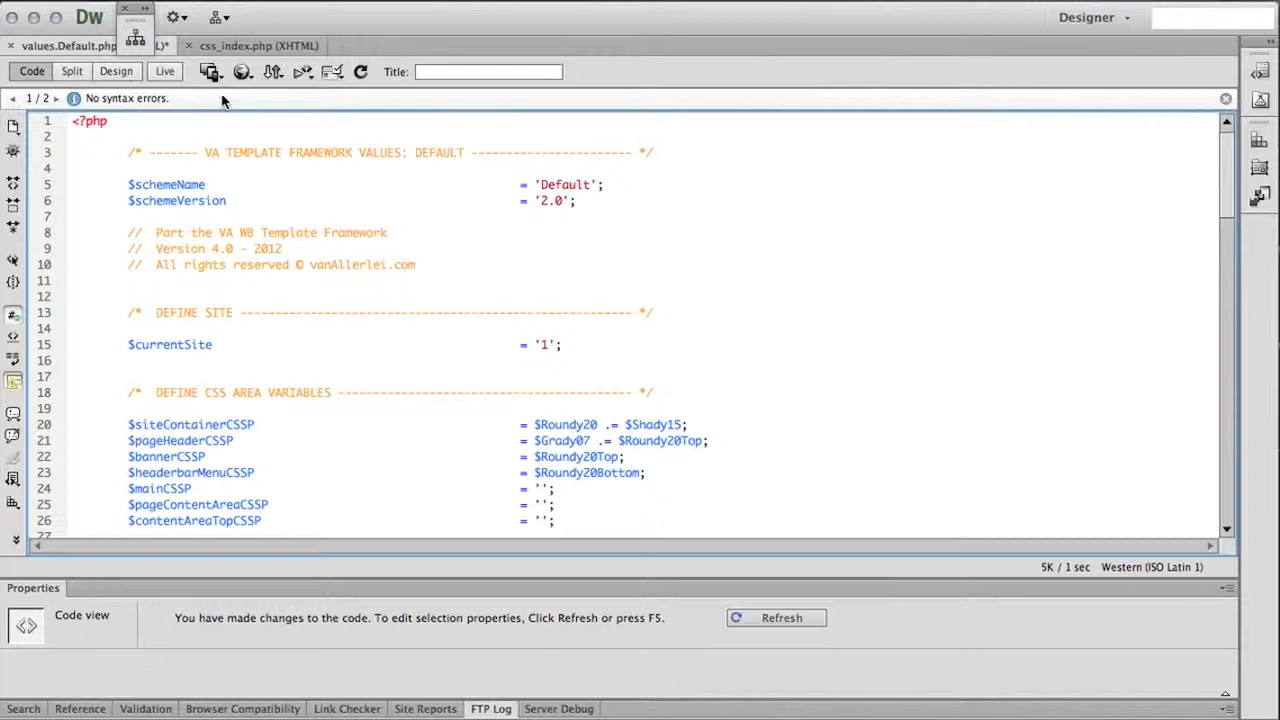 Dw
Designer
values.Default.php
L)*
css_index.php (XHTML)
Code
Split
Design
Live
Title:
1 / 2
No syntax errors.
1 <?php
2
3 /* ------- VA TEMPLATE FRAMEWORK VALUES: DEFAULT ----------------------- */
4
5 $schemeName = 'Default';
6 $schemeVersion = '2.0';
7
8 // Part the VA WB Template Framework
9 // Version 4.0 - 2012
10 // All rights reserved © vanAllerlei.com
11
12
13 /* DEFINE SITE -------------------------------------------------------- */
14
15 $currentSite = '1';
16
17
18 /* DEFINE CSS AREA VARIABLES ------------------------------------------ */
19
20 $siteContainerCSSP = $Roundy20 .= $Shady15;
21 $pageHeaderCSSP = $Grady07 .= $Roundy20Top;
22 $bannerCSSP = $Roundy20Top;
23 $headerbarMenuCSSP = $Roundy20Bottom;
24 $mainCSSP = '';
25 $pageContentAreaCSSP = '';
26 $contentAreaTopCSSP = '';
27
5K / 1 sec Western (ISO Latin 1)
Properties
Code view
You have made changes to the code. To edit selection properties, Click Refresh or press F5.
Refresh
Search
Reference
Validation
Browser Compatibility
Link Checker
Site Reports
FTP Log
Server Debug